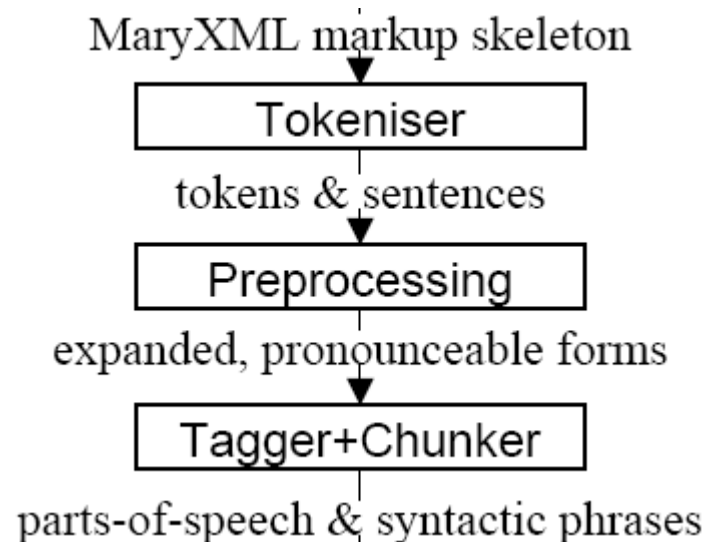 MaryXML markup skeleton
Tokeniser
tokens & sentences
Preprocessing
expanded, pronounceable forms
Tagger+Chunker
parts-of-speech & syntactic phrases